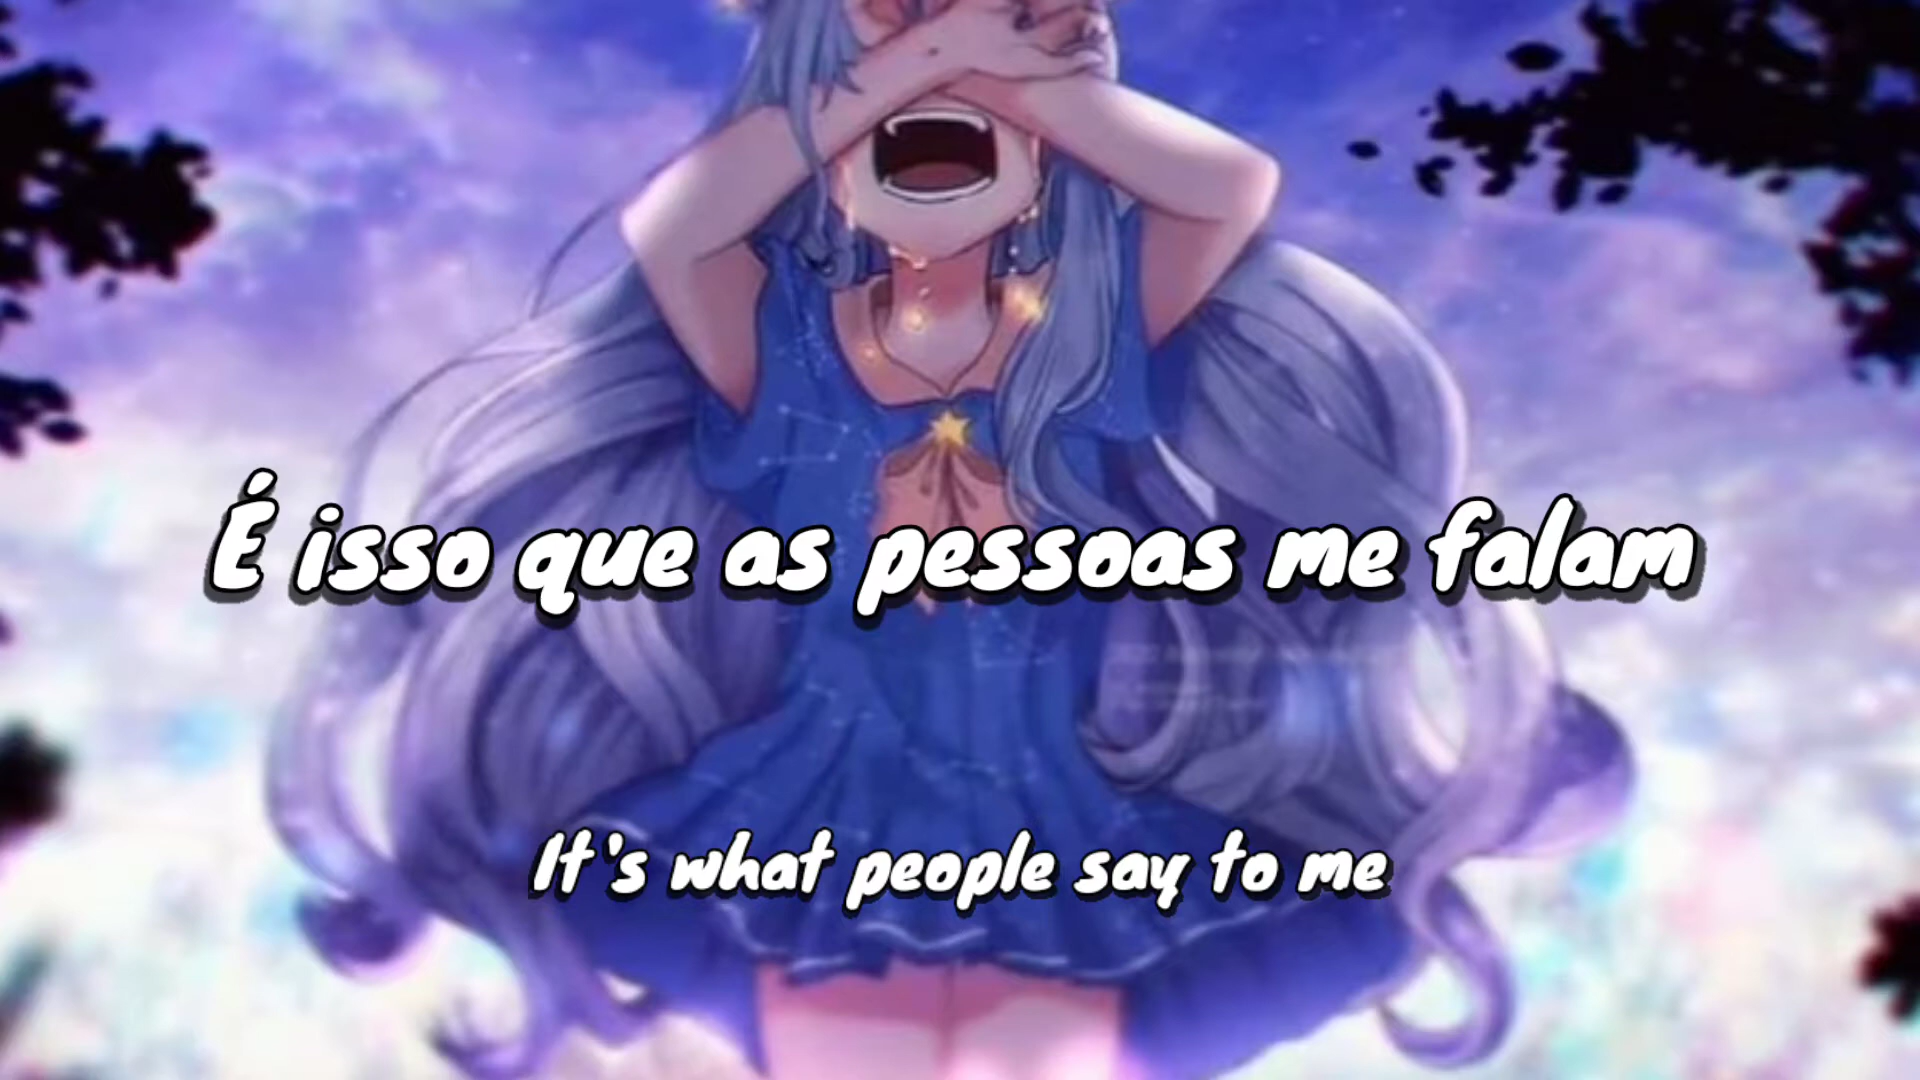 É isso que as pessoas me falam
It's what people say to me